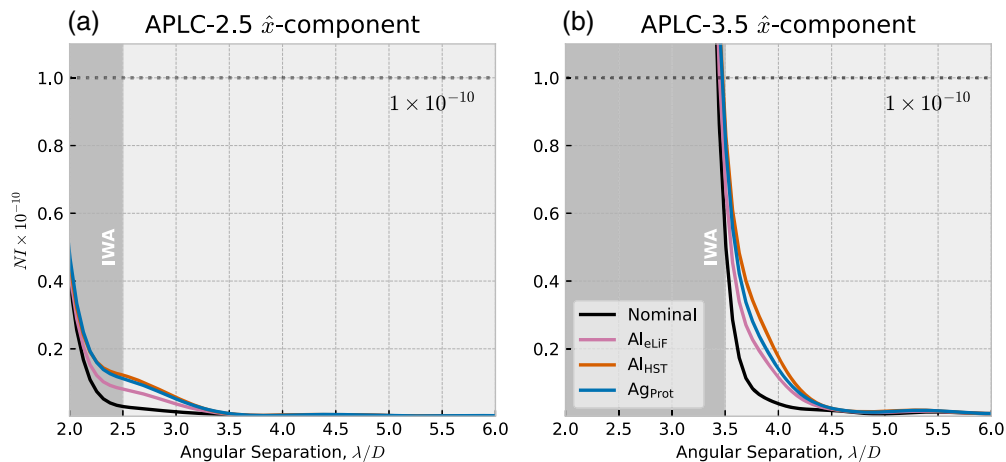 (a) APLC-2.5 x̂-component
1.0
0.8
0.6
0.4
0.2
NI × 10⁻¹⁰
1 × 10⁻¹⁰
IWA
2.0 2.5 3.0 3.5 4.0 4.5 5.0 5.5 6.0
Angular Separation, λ/D
(b) APLC-3.5 x̂-component
1.0
0.8
0.6
0.4
0.2
1 × 10⁻¹⁰
IWA
Nominal
Al_eLiF
Al_HST
Ag_Prot
2.0 2.5 3.0 3.5 4.0 4.5 5.0 5.5 6.0
Angular Separation, λ/D